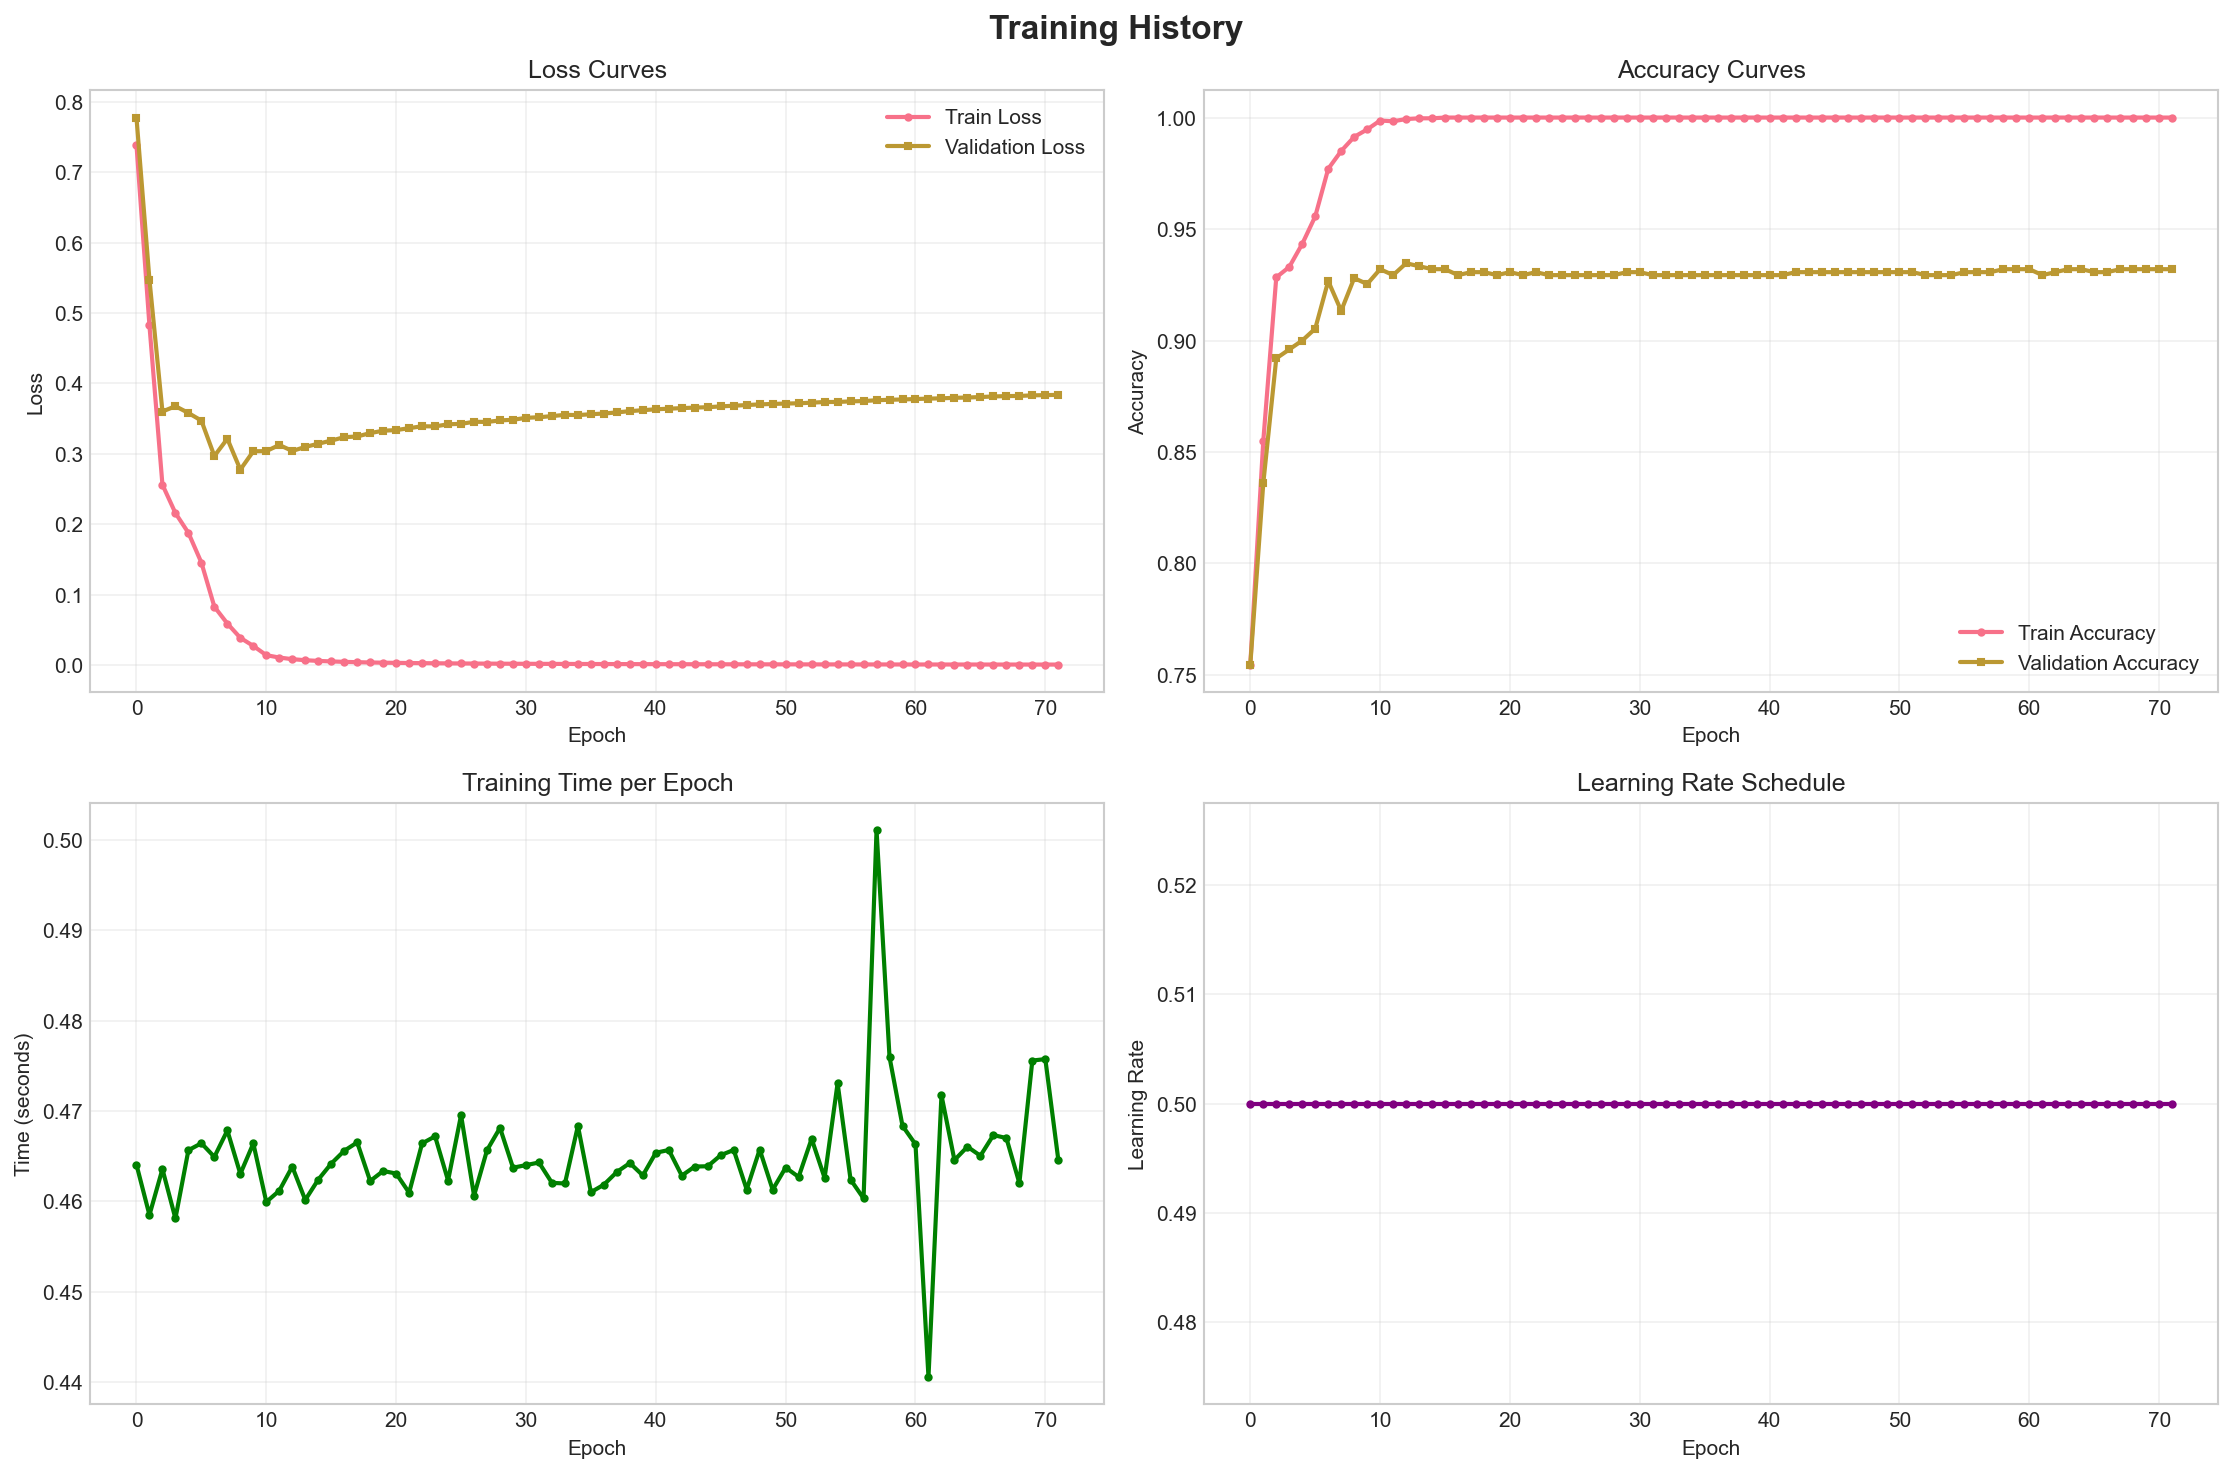 Training History
Loss Curves
0.8
0.7
0.6
0.5
0.4
0.3
0.2
0.1
0.0
Loss
Train Loss
Validation Loss
0 10 20 30 40 50 60 70
Epoch
Accuracy Curves
1.00
0.95
0.90
0.85
0.80
0.75
Accuracy
Train Accuracy
Validation Accuracy
0 10 20 30 40 50 60 70
Epoch
Training Time per Epoch
0.50
0.49
0.48
0.47
0.46
0.45
0.44
Time (seconds)
0 10 20 30 40 50 60 70
Epoch
Learning Rate Schedule
0.52
0.51
0.50
0.49
0.48
Learning Rate
0 10 20 30 40 50 60 70
Epoch